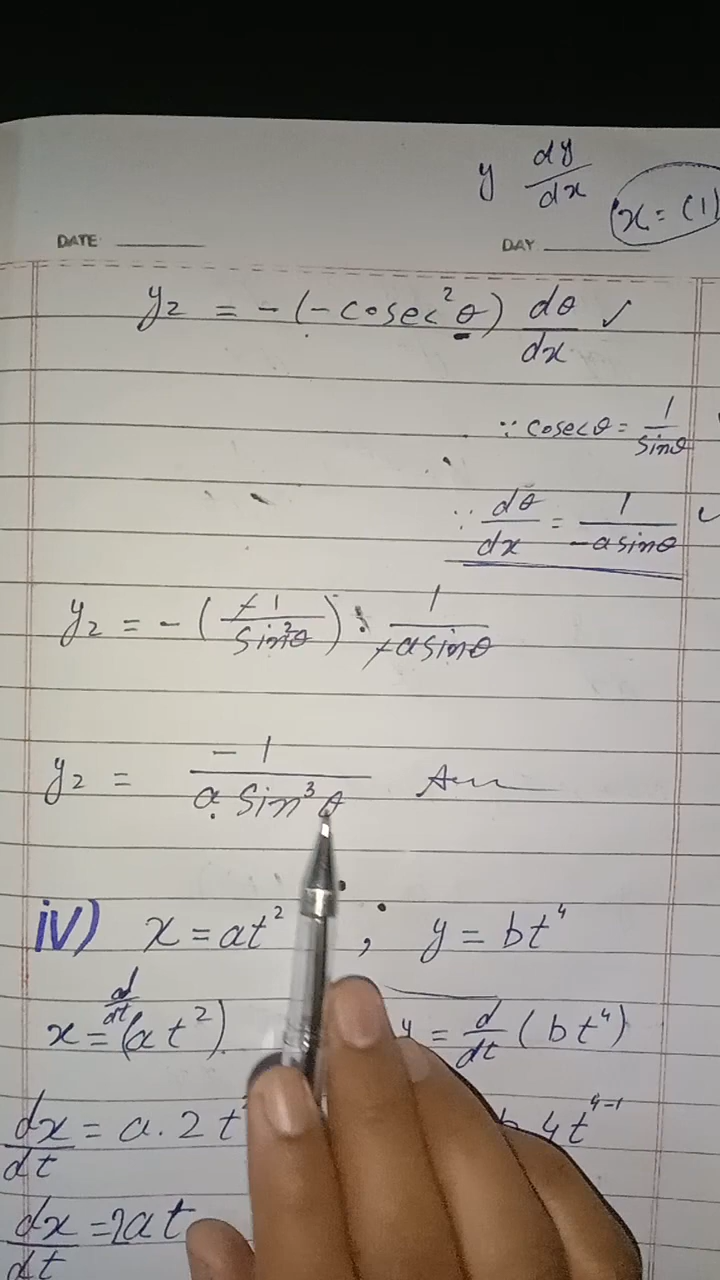 y dy/dx (x = (1)
DATE DAY
y₂ = -(-cosec²θ) dθ/dx ✓
∵ cosecθ = 1/sinθ
∵ dθ/dx = 1/-asinθ ✓
y₂ = -(-1/sin²θ) · 1/-asinθ
y₂ = -1/a Sin³θ Ans
iv) x = at² ; y = bt⁴
x = d/dt (at²) y = d/dt (bt⁴)
dx/dt = a.2t 4t⁴⁻¹
dx/dt = 2at